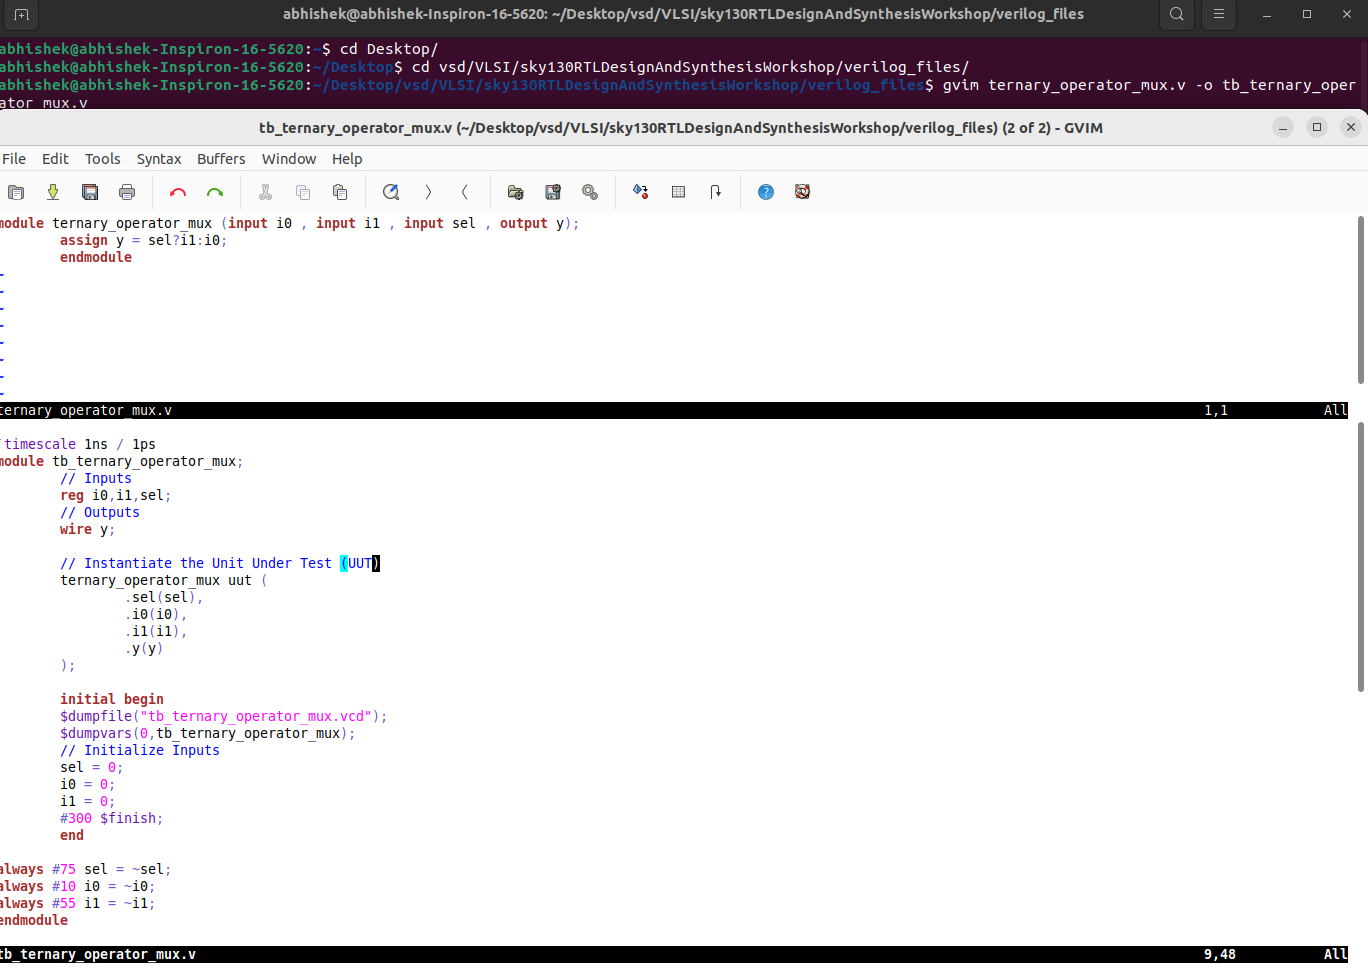 abhishek@abhishek-Inspiron-16-5620: ~/Desktop/vsd/VLSI/sky130RTLDesignAndSynthesisWorkshop/verilog_files
abhishek@abhishek-Inspiron-16-5620:~$ cd Desktop/
abhishek@abhishek-Inspiron-16-5620:~/Desktop$ cd vsd/VLSI/sky130RTLDesignAndSynthesisWorkshop/verilog_files/
abhishek@abhishek-Inspiron-16-5620:~/Desktop/vsd/VLSI/sky130RTLDesignAndSynthesisWorkshop/verilog_files$ gvim ternary_operator_mux.v -o tb_ternary_oper
ator_mux.v
tb_ternary_operator_mux.v (~/Desktop/vsd/VLSI/sky130RTLDesignAndSynthesisWorkshop/verilog_files) (2 of 2) - GVIM
File Edit Tools Syntax Buffers Window Help
module ternary_operator_mux (input i0 , input i1 , input sel , output y);
assign y = sel?i1:i0;
endmodule
~
~
~
~
~
~
~
~
ternary_operator_mux.v 1,1 All
`timescale 1ns / 1ps
module tb_ternary_operator_mux;
// Inputs
reg i0,i1,sel;
// Outputs
wire y;
// Instantiate the Unit Under Test (UUT)
ternary_operator_mux uut (
.sel(sel),
.i0(i0),
.i1(i1),
.y(y)
);
initial begin
$dumpfile("tb_ternary_operator_mux.vcd");
$dumpvars(0,tb_ternary_operator_mux);
// Initialize Inputs
sel = 0;
i0 = 0;
i1 = 0;
#300 $finish;
end
always #75 sel = ~sel;
always #10 i0 = ~i0;
always #55 i1 = ~i1;
endmodule
tb_ternary_operator_mux.v 9,48 All